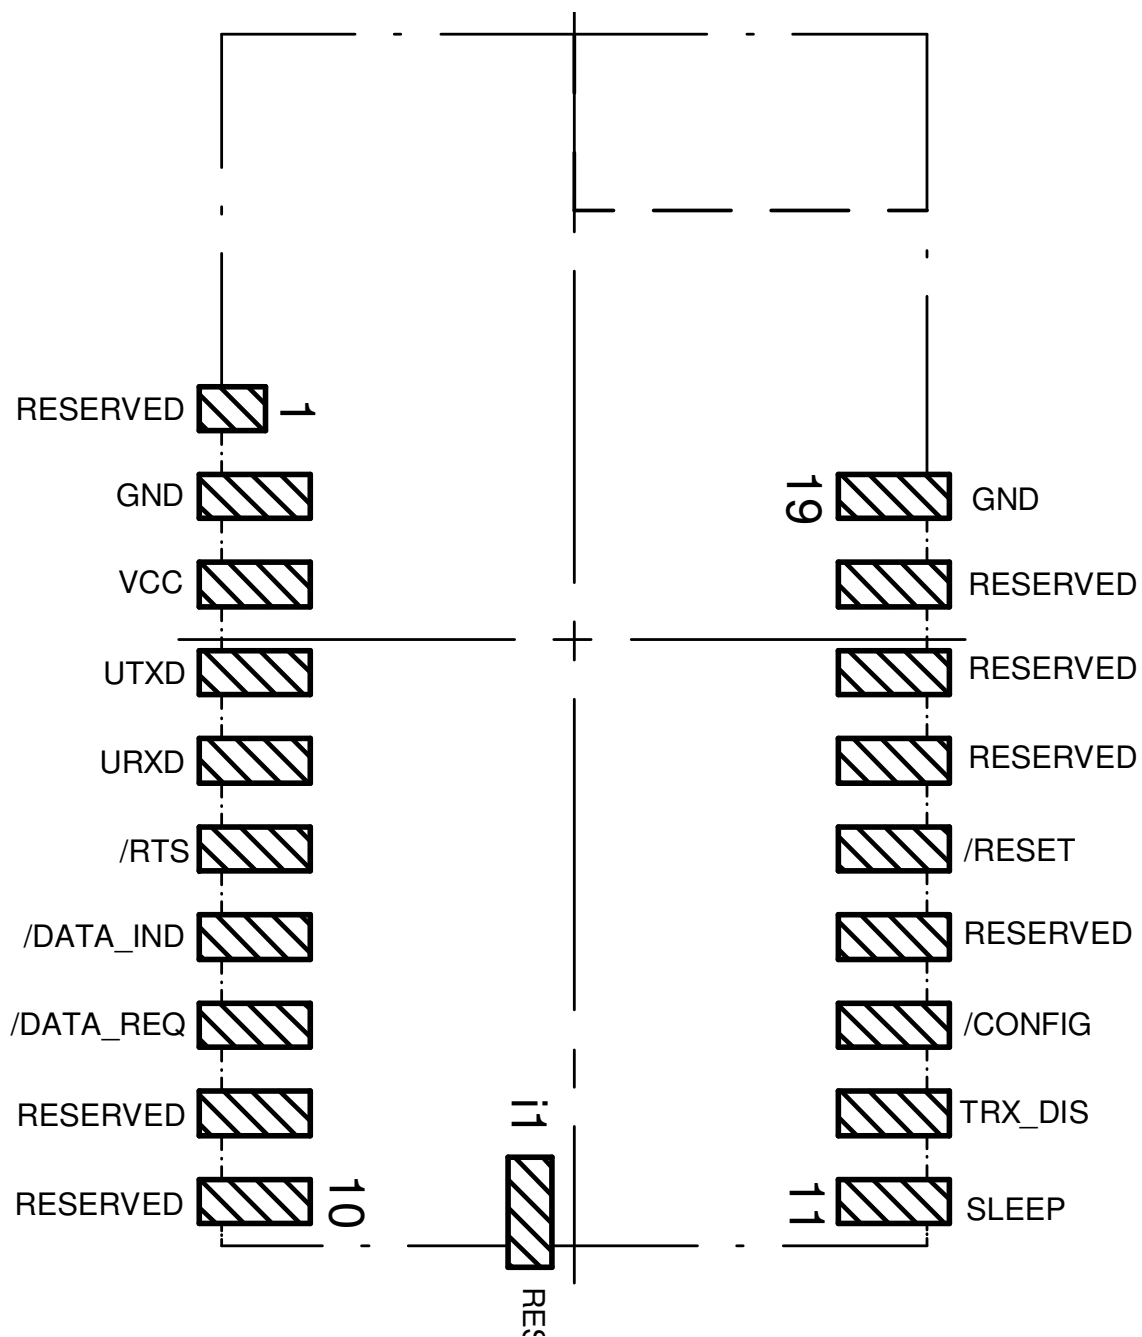 RESERVED 1
GND 19 GND
VCC RESERVED
UTXD RESERVED
URXD RESERVED
/RTS /RESET
/DATA_IND RESERVED
/DATA_REQ /CONFIG
RESERVED i1 TRX_DIS
RESERVED 10 11 SLEEP